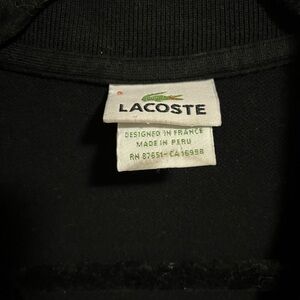 LACOSTE
DESIGNED IN FRANCE
MADE IN PERU
RN 87651-CA16998